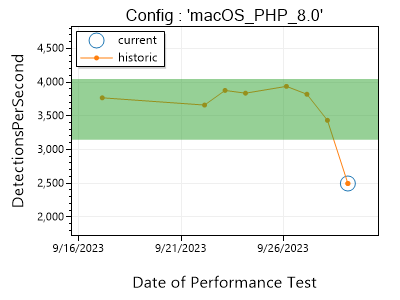 Config : 'macOS_PHP_8.0'
current
historic
DetectionsPerSecond
4,500
4,000
3,500
3,000
2,500
2,000
9/16/2023
9/21/2023
9/26/2023
Date of Performance Test